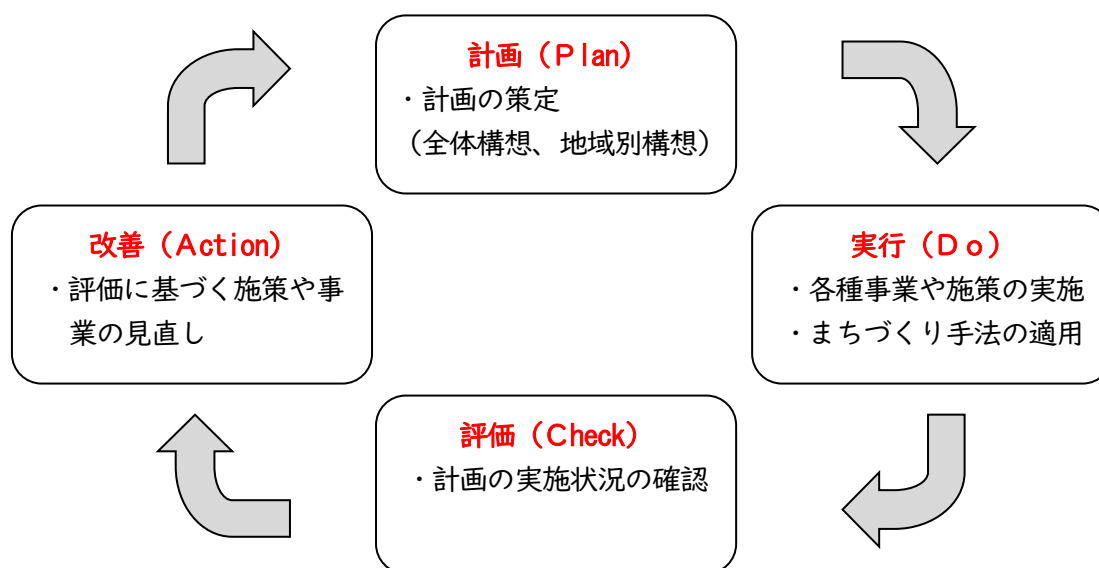 計画（Plan）
・計画の策定
（全体構想、地域別構想）
改善（Action）
・評価に基づく施策や事
業の見直し
実行（Ｄｏ）
・各種事業や施策の実施
・まちづくり手法の適用
評価（Check）
・計画の実施状況の確認